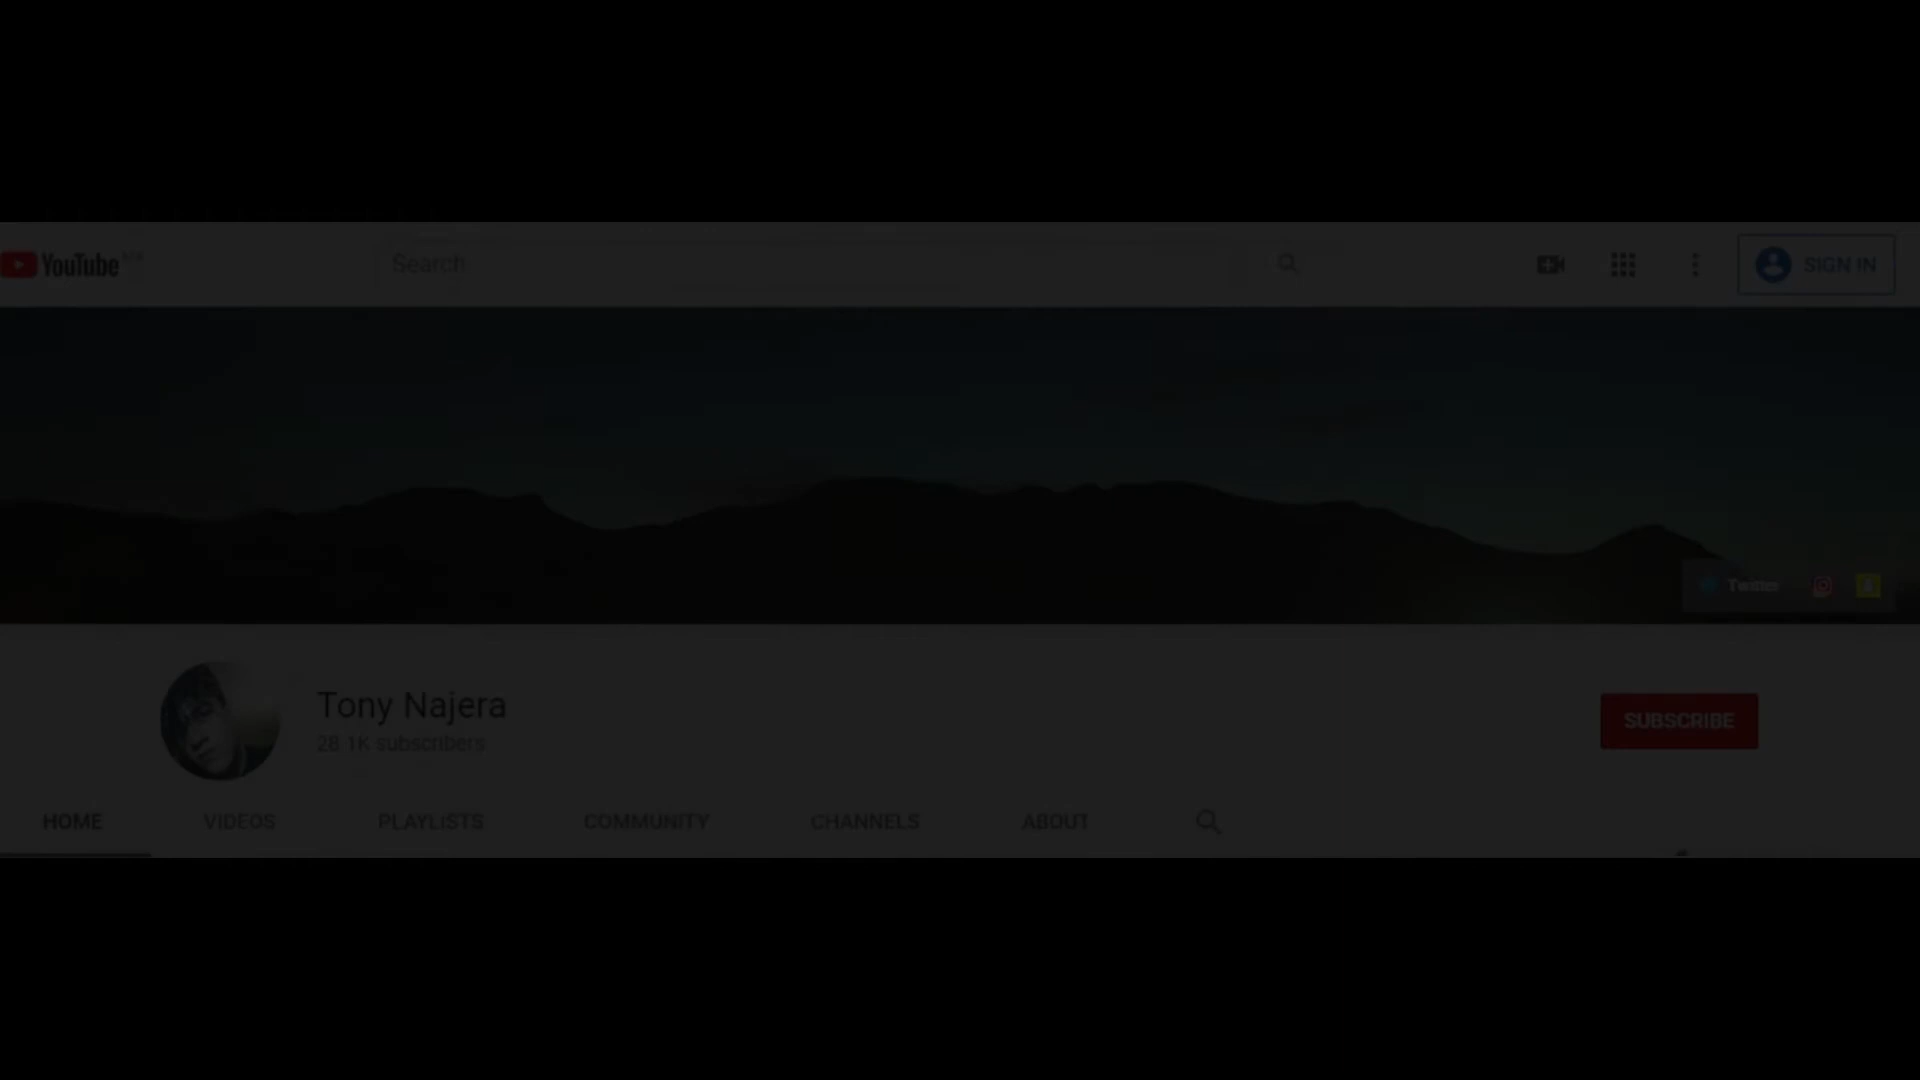 YouTube
Search
SIGN IN
Twitter
Tony Najera
28.1K subscribers
SUBSCRIBE
HOME
VIDEOS
PLAYLISTS
COMMUNITY
CHANNELS
ABOUT